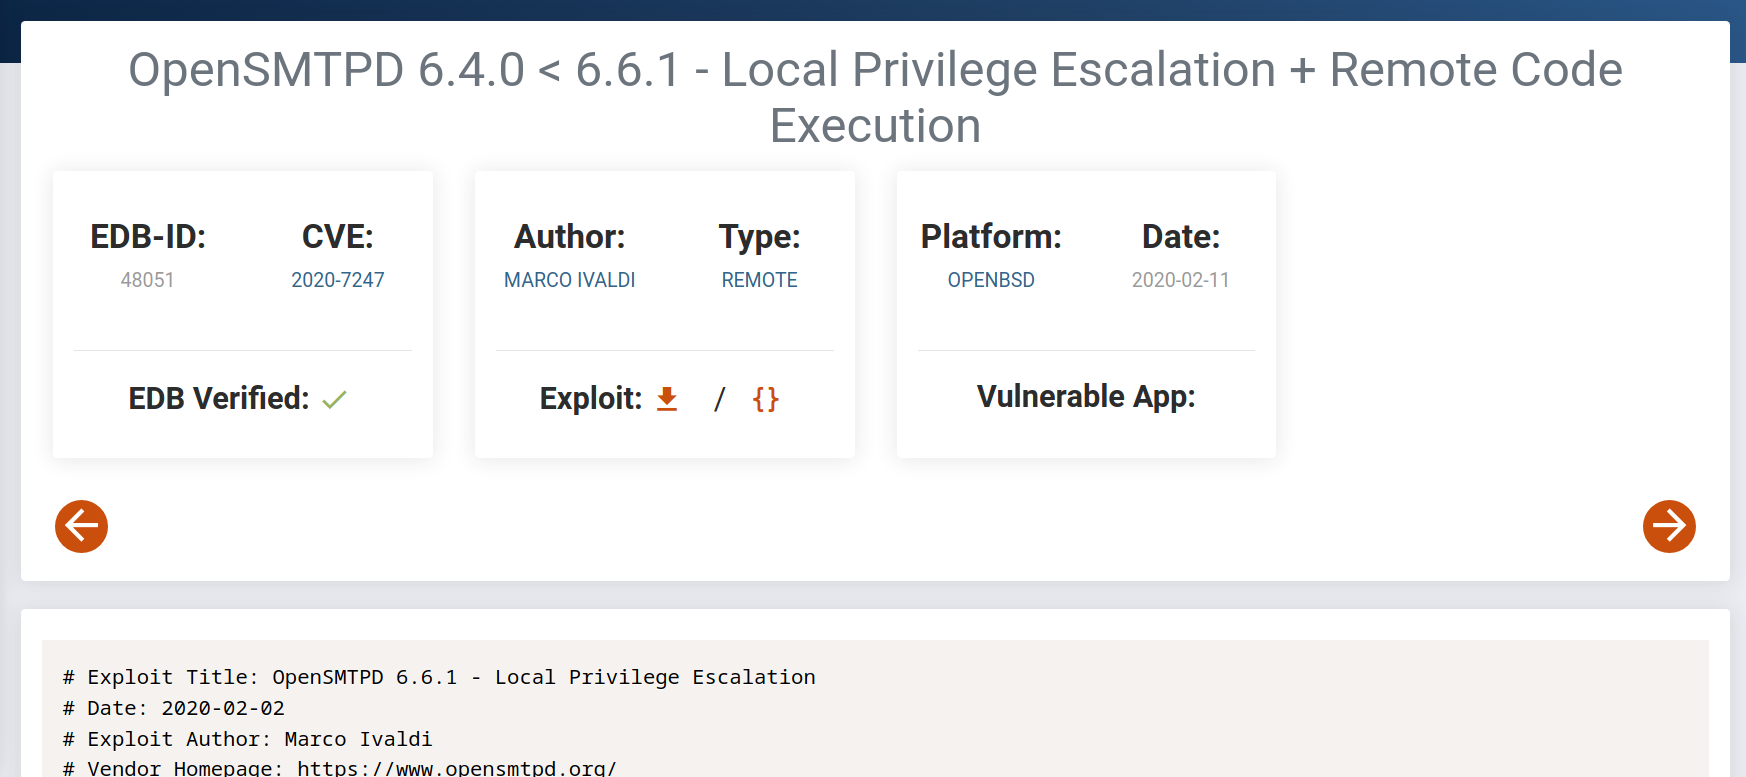 OpenSMTPD 6.4.0 < 6.6.1 - Local Privilege Escalation + Remote Code
Execution
EDB-ID:
48051
CVE:
2020-7247
EDB Verified:
Author:
MARCO IVALDI
Type:
REMOTE
Exploit: / {}
Platform:
OPENBSD
Date:
2020-02-11
Vulnerable App:
# Exploit Title: OpenSMTPD 6.6.1 - Local Privilege Escalation
# Date: 2020-02-02
# Exploit Author: Marco Ivaldi
# Vendor Homepage: https://www.opensmtpd.org/